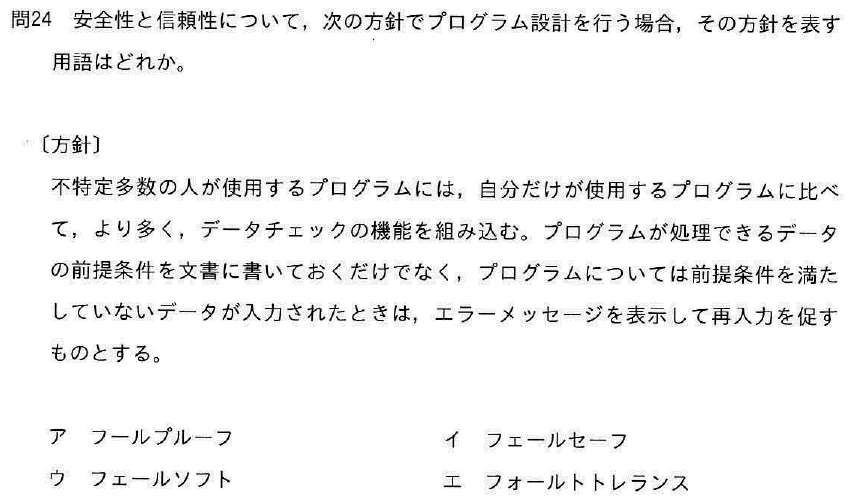 問24 安全性と信頼性について，次の方針でプログラム設計を行う場合，その方針を表す
用語はどれか。
〔方針〕
不特定多数の人が使用するプログラムには，自分だけが使用するプログラムに比べ
て，より多く，データチェックの機能を組み込む。プログラムが処理できるデータ
の前提条件を文書に書いておくだけでなく，プログラムについては前提条件を満た
していないデータが入力されたときは，エラーメッセージを表示して再入力を促す
ものとする。
ア フールプルーフ イ フェールセーフ
ウ フェールソフト エ フォールトトレランス